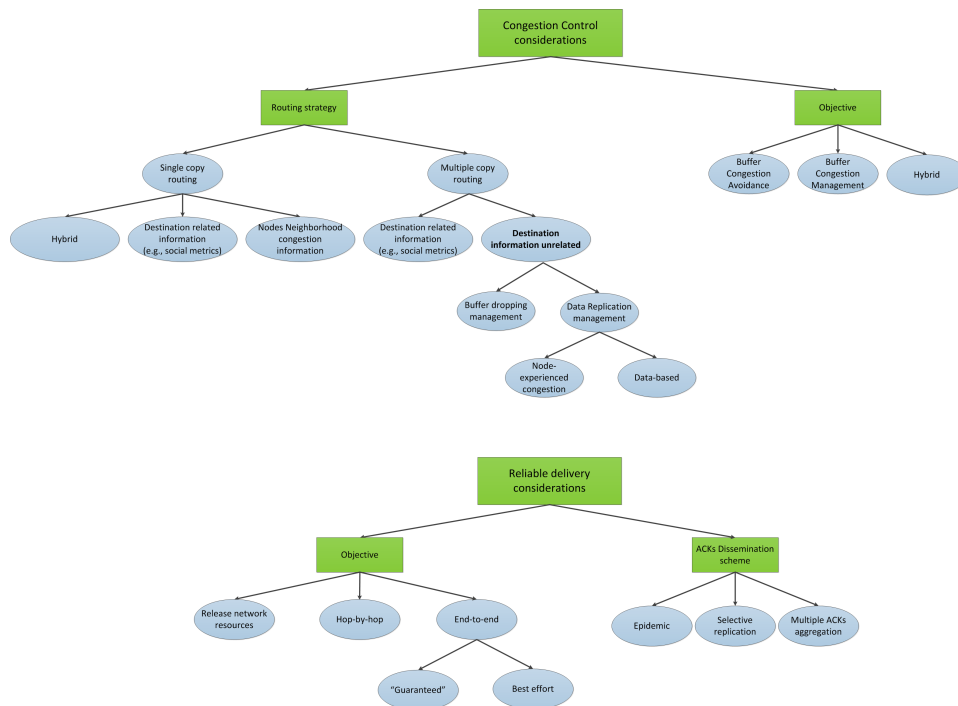 Congestion Control
considerations
Routing strategy
Objective
Single copy
routing
Multiple copy
routing
Buffer
Congestion
Avoidance
Buffer
Congestion
Management
Hybrid
Hybrid
Destination related
information
(e.g., social metrics)
Nodes Neighborhood
congestion
information
Destination related
information
(e.g., social metrics)
Destination
information unrelated
Buffer dropping
management
Data Replication
management
Node-
experienced
congestion
Data-based
Reliable delivery
considerations
Objective
ACKs Dissemination
scheme
Release network
resources
Hop-by-hop
End-to-end
Epidemic
Selective
replication
Multiple ACKs
aggregation
“Guaranteed”
Best effort